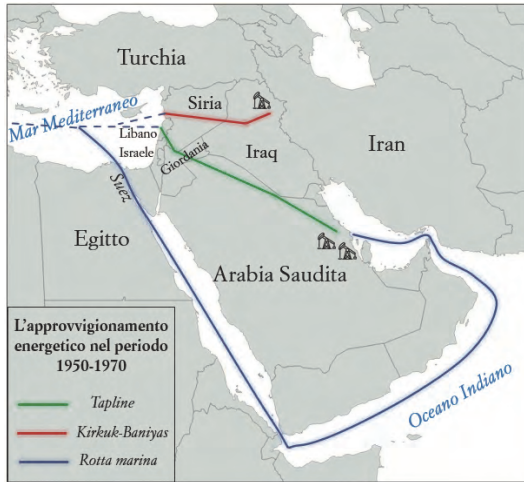 Turchia
Mar Mediterraneo
Siria
Libano
Israele
Giordania
Iraq
Iran
Suez
Egitto
Arabia Saudita
Oceano Indiano
L'approvvigionamento
energetico nel periodo
1950-1970
Tapline
Kirkuk-Baniyas
Rotta marina